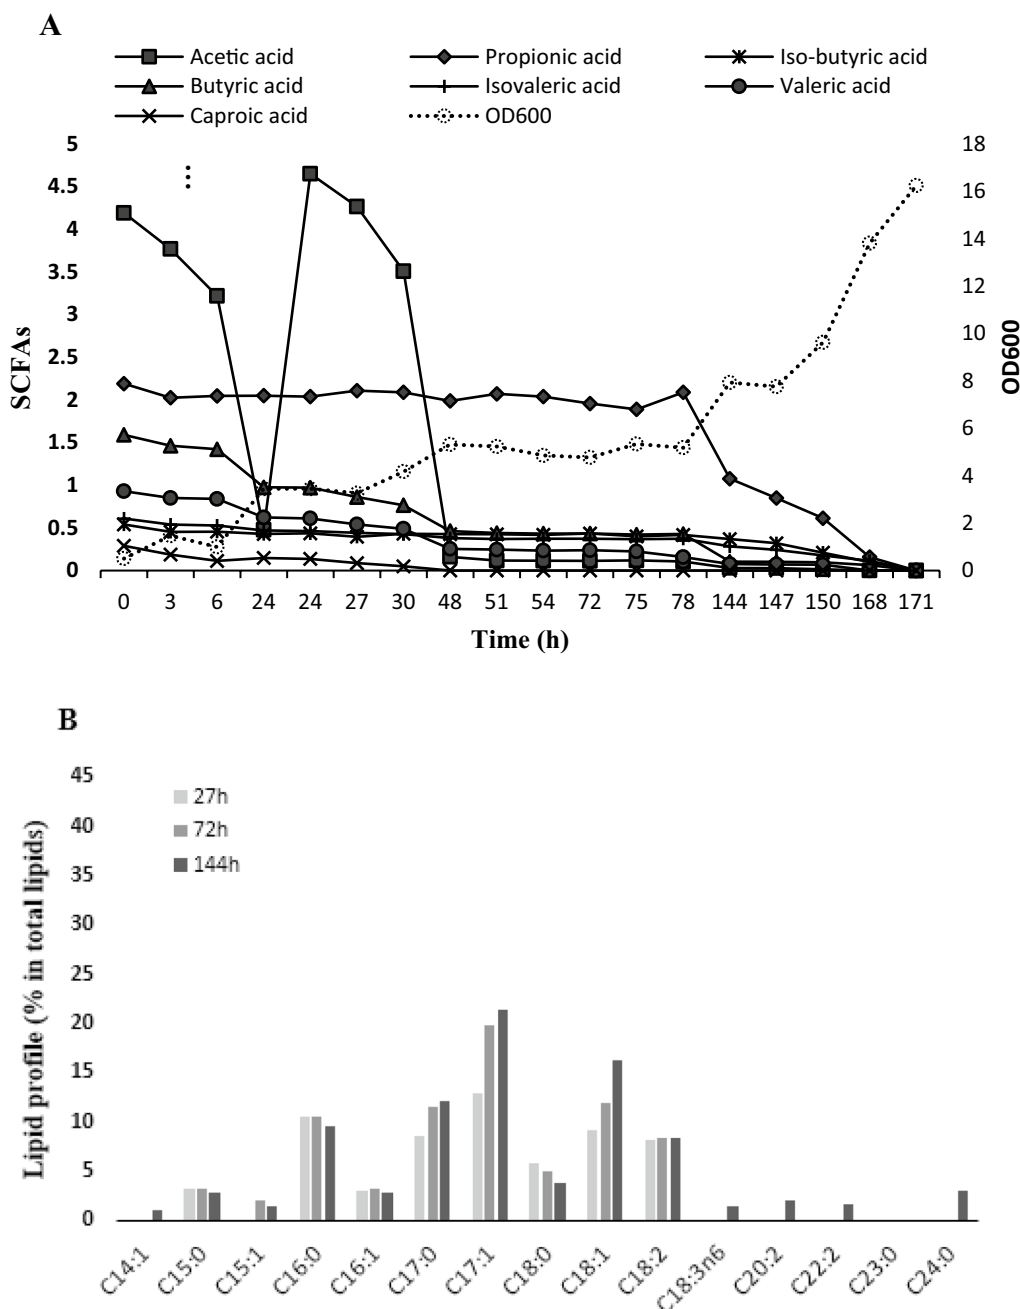 A
Acetic acid Propionic acid Iso-butyric acid
Butyric acid Isovaleric acid Valeric acid
Caproic acid OD600
5 18
4.5 16
4 14
3.5 12
3 10
2.5 8
2 6
1.5 4
1 2
0.5 0
0
SCFAs
OD600
0 3 6 24 24 27 30 48 51 54 72 75 78 144 147 150 168 171
Time (h)
B
45
40
35
30
25
20
15
10
5
0
27h
72h
144h
Lipid profile (% in total lipids)
C14:1 C15:0 C15:1 C16:0 C16:1 C17:0 C17:1 C18:0 C18:1 C18:2 C18:3n6 C20:2 C22:2 C23:0 C24:0